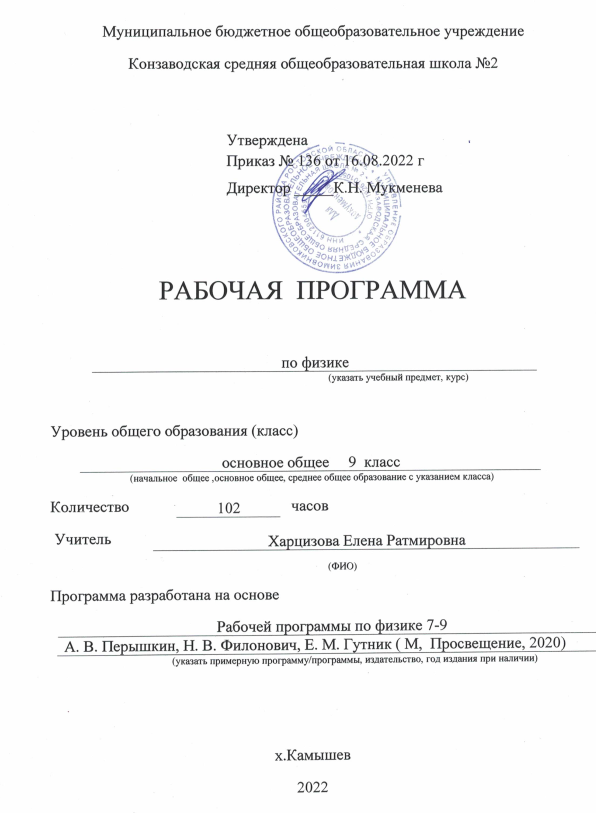 Муниципальное бюджетное общеобразовательное учреждение
Конзаводская средняя общеобразовательная школа №2
Утверждена
Приказ № 136 от 16.08.2022 г
Директор ______К.Н. Мукменева
РАБОЧАЯ ПРОГРАММА
по физике
(указать учебный предмет, курс)
Уровень общего образования (класс)
основное общее 9 класс
(начальное общее ,основное общее, среднее общее образование с указанием класса)
Количество 102 часов
Учитель Харцизова Елена Ратмировна
(ФИО)
Программа разработана на основе
Рабочей программы по физике 7-9
А. В. Перышкин, Н. В. Филонович, Е. М. Гутник ( М, Просвещение, 2020)
(указать примерную программу/программы, издательство, год издания при наличии)
х.Камышев
2022